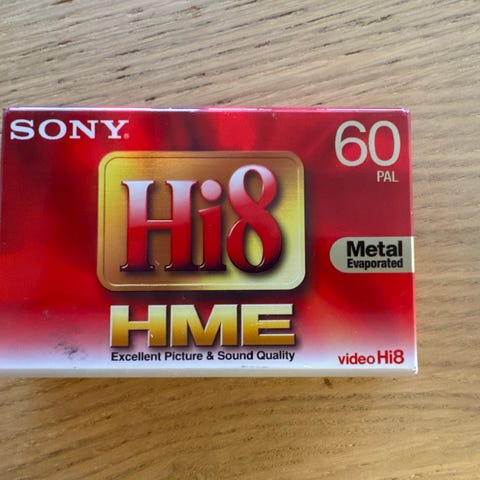 SONY®
60
PAL
Hi8
Metal
Evaporated
HME
Excellent Picture & Sound Quality
video Hi8